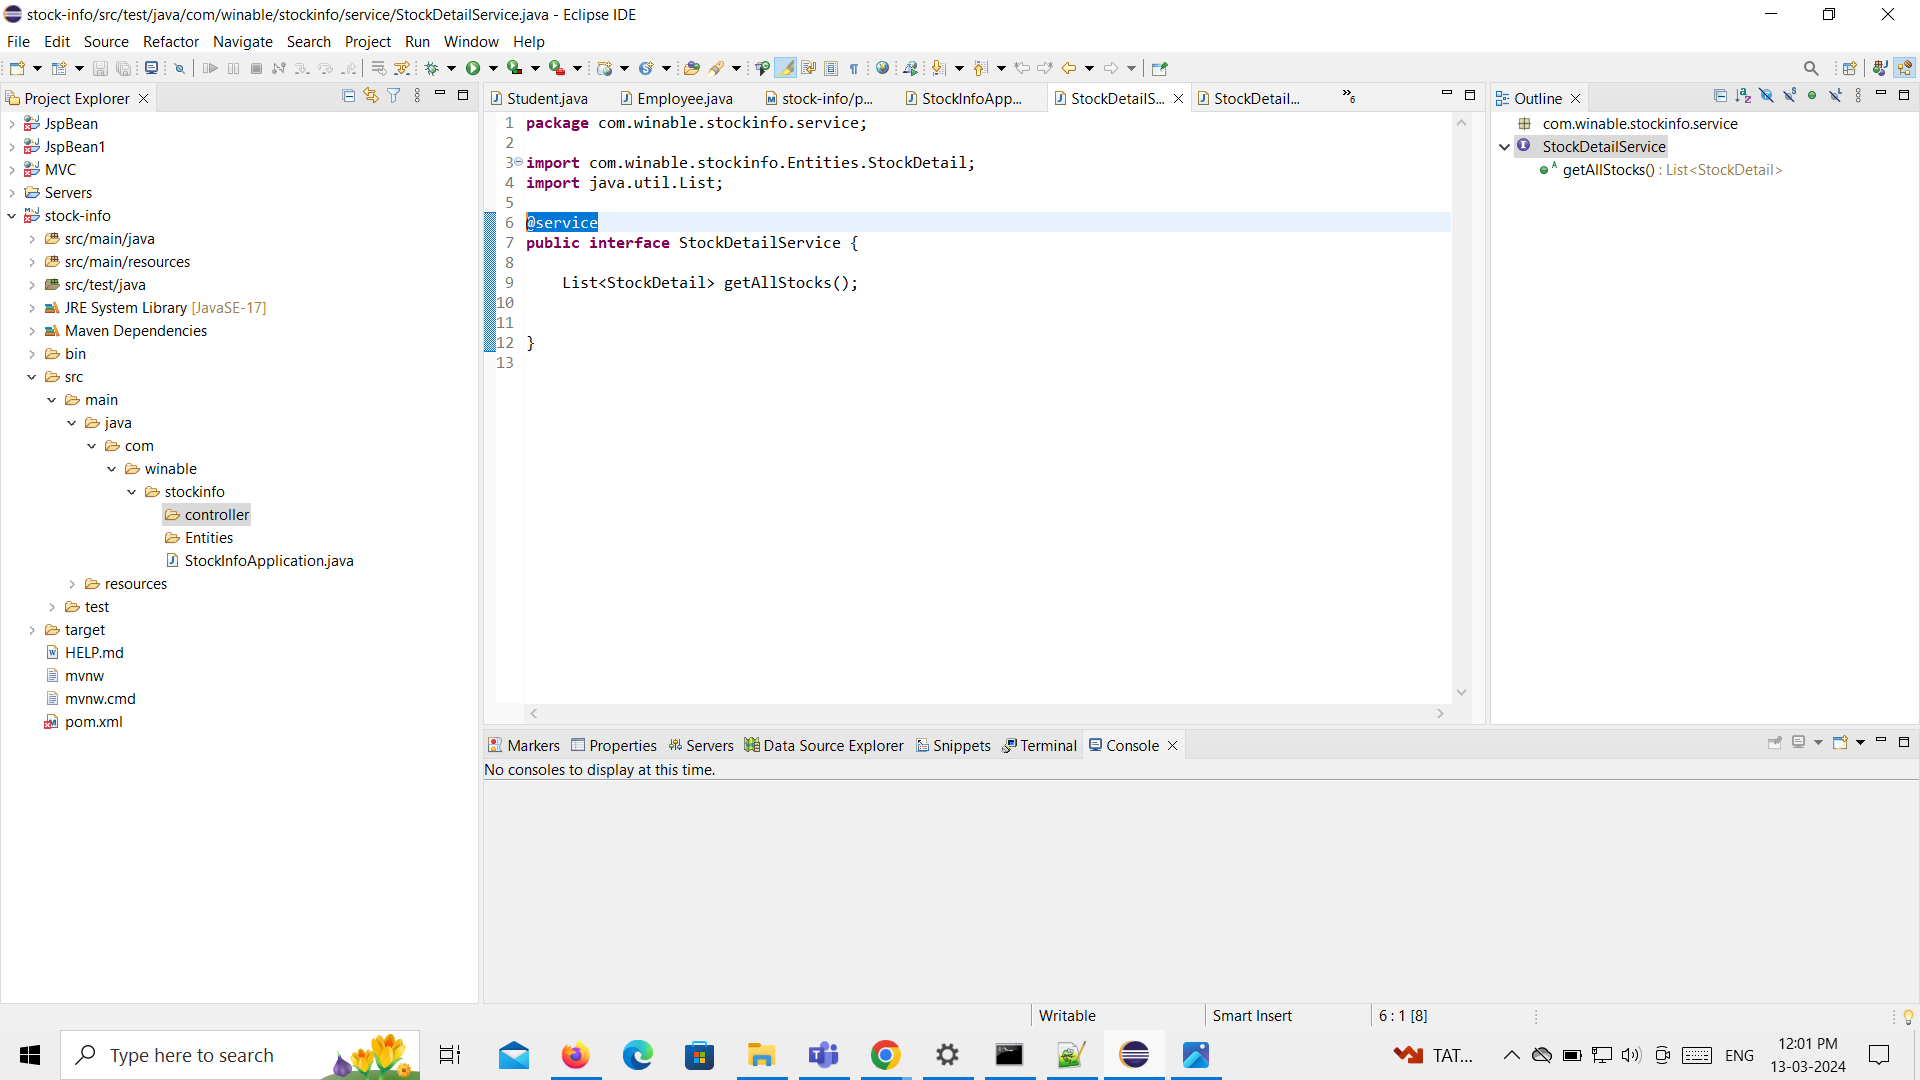 stock-info/src/test/java/com/winable/stockinfo/service/StockDetailService.java - Eclipse IDE
File Edit Source Refactor Navigate Search Project Run Window Help
Project Explorer
JspBean
JspBean1
MVC
Servers
stock-info
src/main/java
src/main/resources
src/test/java
JRE System Library [JavaSE-17]
Maven Dependencies
bin
src
main
java
com
winable
stockinfo
controller
Entities
StockInfoApplication.java
resources
test
target
HELP.md
mvnw
mvnw.cmd
pom.xml
Student.java Employee.java stock-info/p... StockInfoApp... StockDetailS... StockDetail... »6
1 package com.winable.stockinfo.service;
2
3 import com.winable.stockinfo.Entities.StockDetail;
4 import java.util.List;
5
6 @service
7 public interface StockDetailService {
8
9 List<StockDetail> getAllStocks();
10
11
12 }
13
Outline
com.winable.stockinfo.service
StockDetailService
getAllStocks() : List<StockDetail>
Markers Properties Servers Data Source Explorer Snippets Terminal Console
No consoles to display at this time.
Writable Smart Insert 6 : 1 [8]
Type here to search
TAT... ENG
12:01 PM
13-03-2024